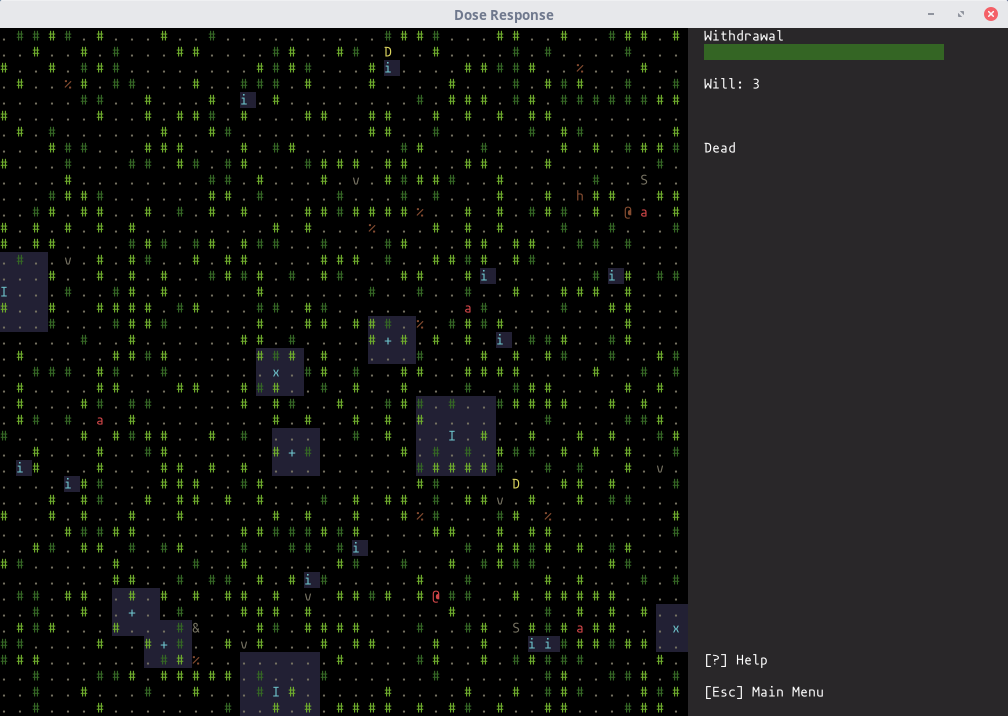 Dose Response
Withdrawal
Will: 3
Dead
[?] Help
[Esc] Main Menu